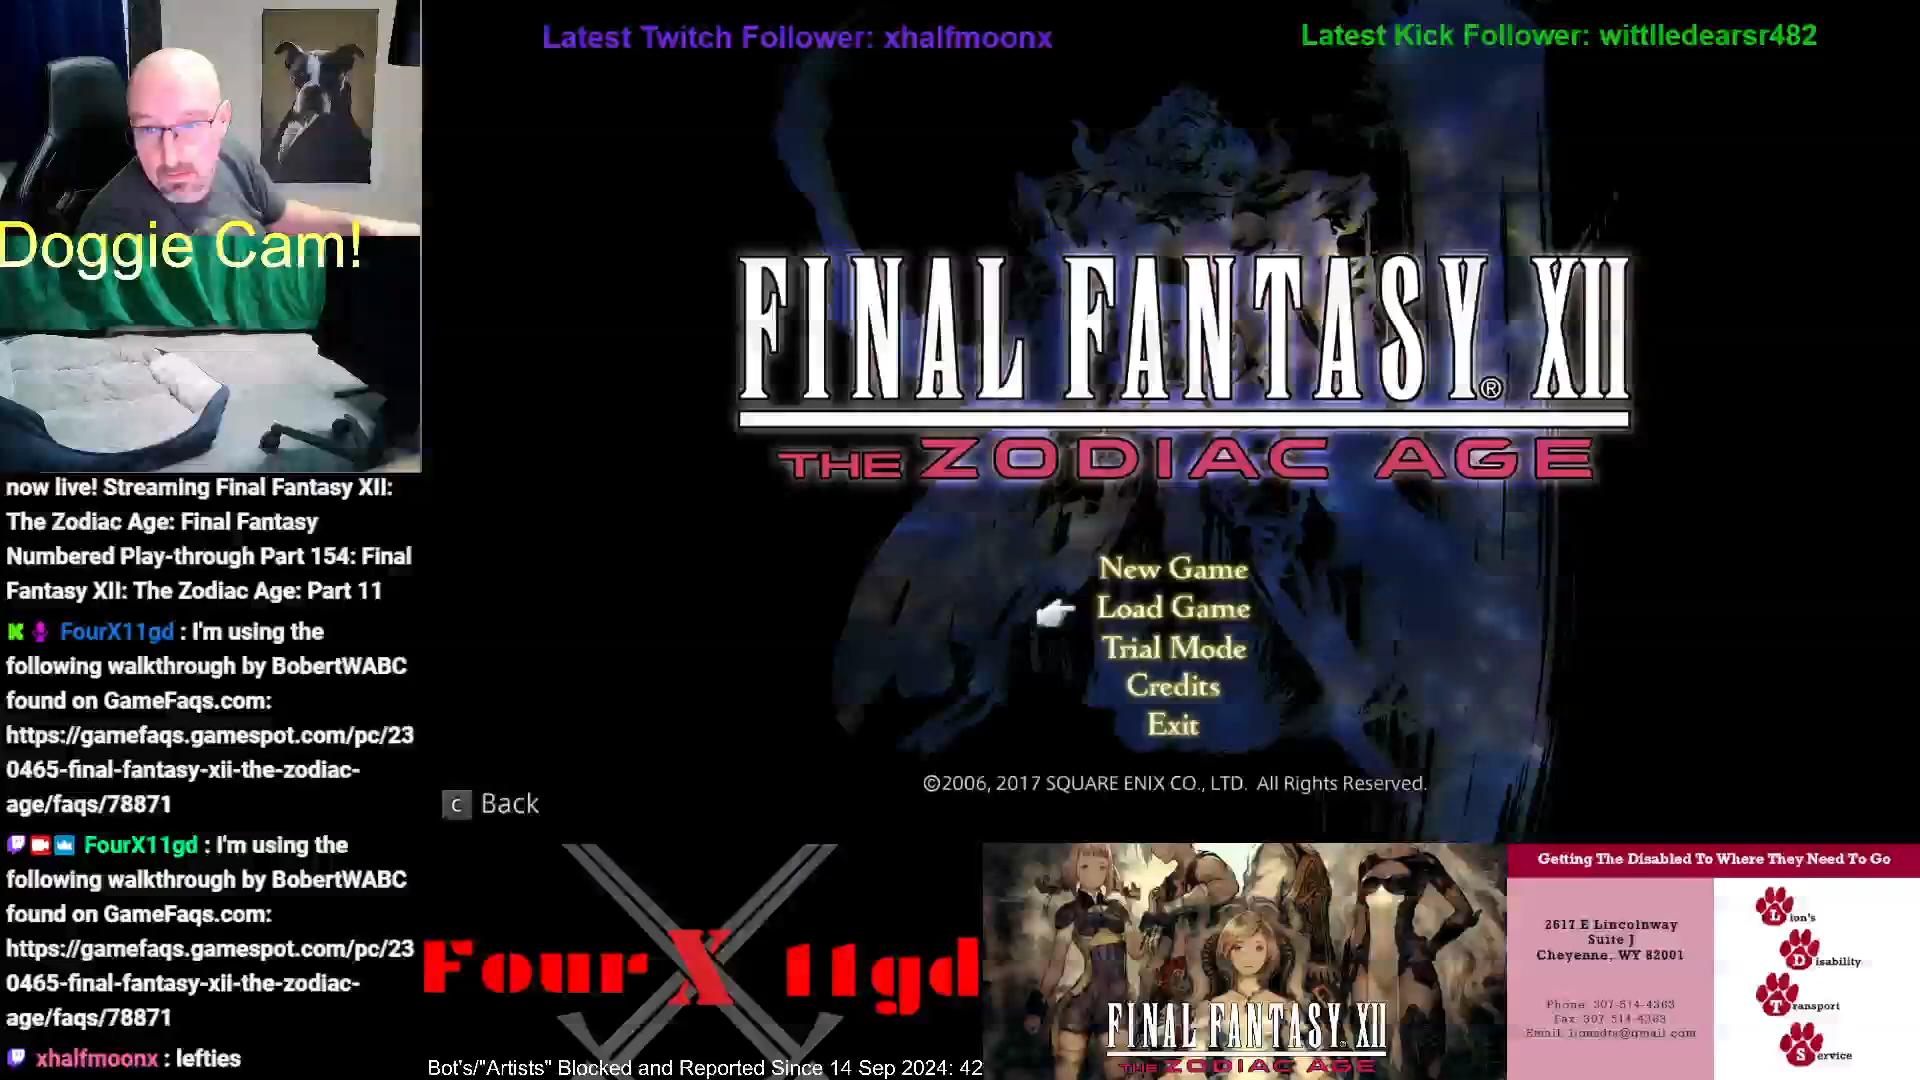 Latest Twitch Follower: xhalfmoonx
Latest Kick Follower: wittlledearsr482
Doggie Cam!
FINAL FANTASY® XII
THE ZODIAC AGE
New Game
Load Game
Trial Mode
Credits
Exit
©2006, 2017 SQUARE ENIX CO., LTD. All Rights Reserved.
C Back
now live! Streaming Final Fantasy XII:
The Zodiac Age: Final Fantasy
Numbered Play-through Part 154: Final
Fantasy XII: The Zodiac Age: Part 11
FourX11gd : I'm using the
following walkthrough by BobertWABC
found on GameFaqs.com:
https://gamefaqs.gamespot.com/pc/23
0465-final-fantasy-xii-the-zodiac-
age/faqs/78871
FourX11gd : I'm using the
following walkthrough by BobertWABC
found on GameFaqs.com:
https://gamefaqs.gamespot.com/pc/23
0465-final-fantasy-xii-the-zodiac-
age/faqs/78871
xhalfmoonx : lefties
Four X 11gd
Bot's/"Artists" Blocked and Reported Since 14 Sep 2024: 42
FINAL FANTASY XII
THE ZODIAC AGE
Getting The Disabled To Where They Need To Go
2617 E Lincolnway
Suite J
Cheyenne, WY 82001
Phone: 307-514-4363
Fax: 307-514-4363
Lion's
Disability
Transport
Service